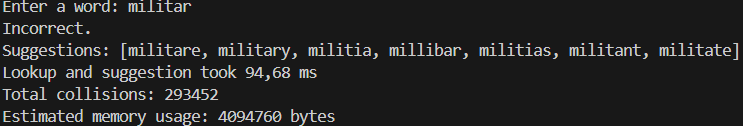 Enter a word: militar
Incorrect.
Suggestions: [militare, military, militia, millibar, militias, militant, militate]
Lookup and suggestion took 94,68 ms
Total collisions: 293452
Estimated memory usage: 4094760 bytes